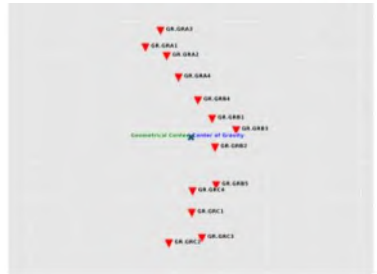 GR.GRA3
GR.GRA1
GR.GRA2
GR.GRA4
GR.GRB4
GR.GRB1
GR.GRB3
Geometrical Center Center of Gravity
GR.GRB2
GR.GRB5
GR.GRC4
GR.GRC1
GR.GRC3
GR.GRC2